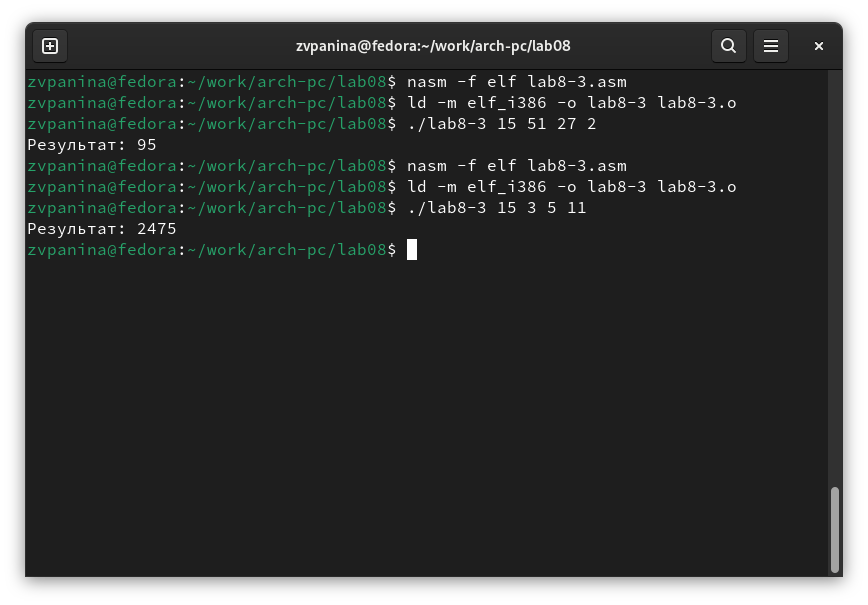 zvpanina@fedora:~/work/arch-pc/lab08
zvpanina@fedora:~/work/arch-pc/lab08$ nasm -f elf lab8-3.asm
zvpanina@fedora:~/work/arch-pc/lab08$ ld -m elf_i386 -o lab8-3 lab8-3.o
zvpanina@fedora:~/work/arch-pc/lab08$ ./lab8-3 15 51 27 2
Результат: 95
zvpanina@fedora:~/work/arch-pc/lab08$ nasm -f elf lab8-3.asm
zvpanina@fedora:~/work/arch-pc/lab08$ ld -m elf_i386 -o lab8-3 lab8-3.o
zvpanina@fedora:~/work/arch-pc/lab08$ ./lab8-3 15 3 5 11
Результат: 2475
zvpanina@fedora:~/work/arch-pc/lab08$